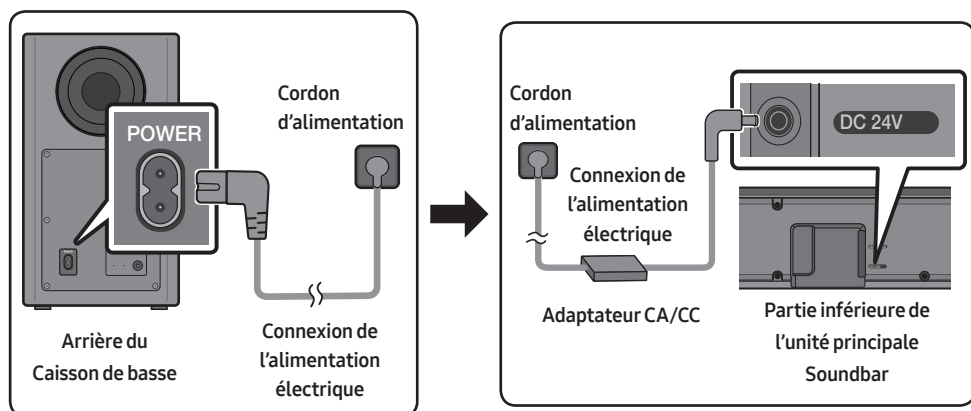 POWER
Cordon
d'alimentation
Arrière du
Caisson de basse
Connexion de
l'alimentation
électrique
Cordon
d'alimentation
DC 24V
Connexion de
l'alimentation
électrique
Adaptateur CA/CC
Partie inférieure de
l'unité principale
Soundbar